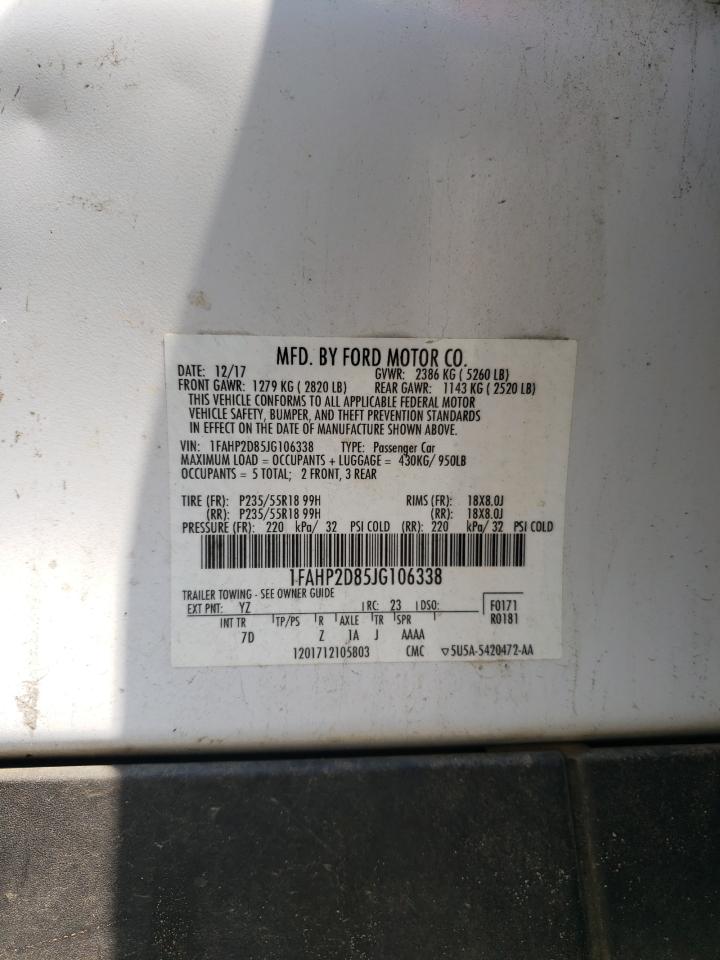 MFD. BY FORD MOTOR CO.
DATE: 12/17 GVWR: 2386 KG ( 5260 LB)
FRONT GAWR: 1279 KG ( 2820 LB) REAR GAWR: 1143 KG ( 2520 LB)
THIS VEHICLE CONFORMS TO ALL APPLICABLE FEDERAL MOTOR
VEHICLE SAFETY, BUMPER, AND THEFT PREVENTION STANDARDS
IN EFFECT ON THE DATE OF MANUFACTURE SHOWN ABOVE.
VIN: 1FAHP2D85JG106338 TYPE: Passenger Car
MAXIMUM LOAD = OCCUPANTS + LUGGAGE = 430KG/ 950LB
OCCUPANTS = 5 TOTAL; 2 FRONT, 3 REAR
TIRE (FR): P235/55R18 99H RIMS (FR): 18X8.0J
(RR): P235/55R18 99H (RR): 18X8.0J
PRESSURE (FR): 220 kPa/ 32 PSI COLD (RR): 220 kPa/ 32 PSI COLD
1FAHP2D85JG106338
TRAILER TOWING - SEE OWNER GUIDE
EXT PNT: YZ RC: 23 DSO: F0171
INT TR TP/PS R AXLE TR SPR R0181
7D Z 1A J AAAA
1201712105803 CMC ▽5U5A-5420472-AA